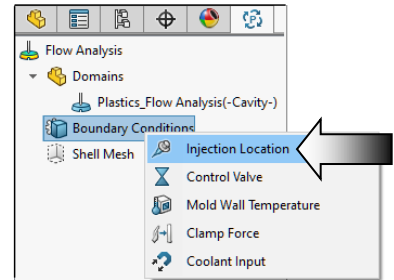 Flow Analysis
Domains
Plastics_Flow Analysis(-Cavity-)
Boundary Conditions
Injection Location
Shell Mesh
Control Valve
Mold Wall Temperature
Clamp Force
Coolant Input